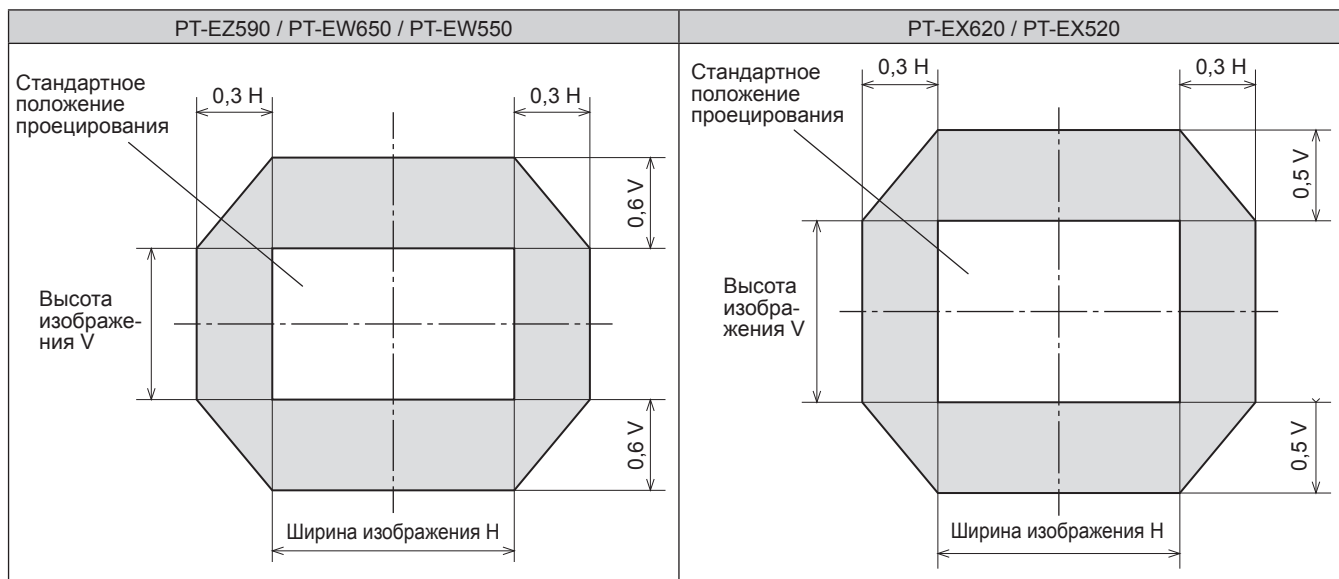 PT-EZ590 / PT-EW650 / PT-EW550
Стандартное
положение
проецирования
0,3 H
0,3 H
0,6 V
Высота
изображе-
ния V
0,6 V
Ширина изображения H
PT-EX620 / PT-EX520
Стандартное
положение
проецирования
0,3 H
0,3 H
0,5 V
Высота
изобра-
жения V
0,5 V
Ширина изображения H